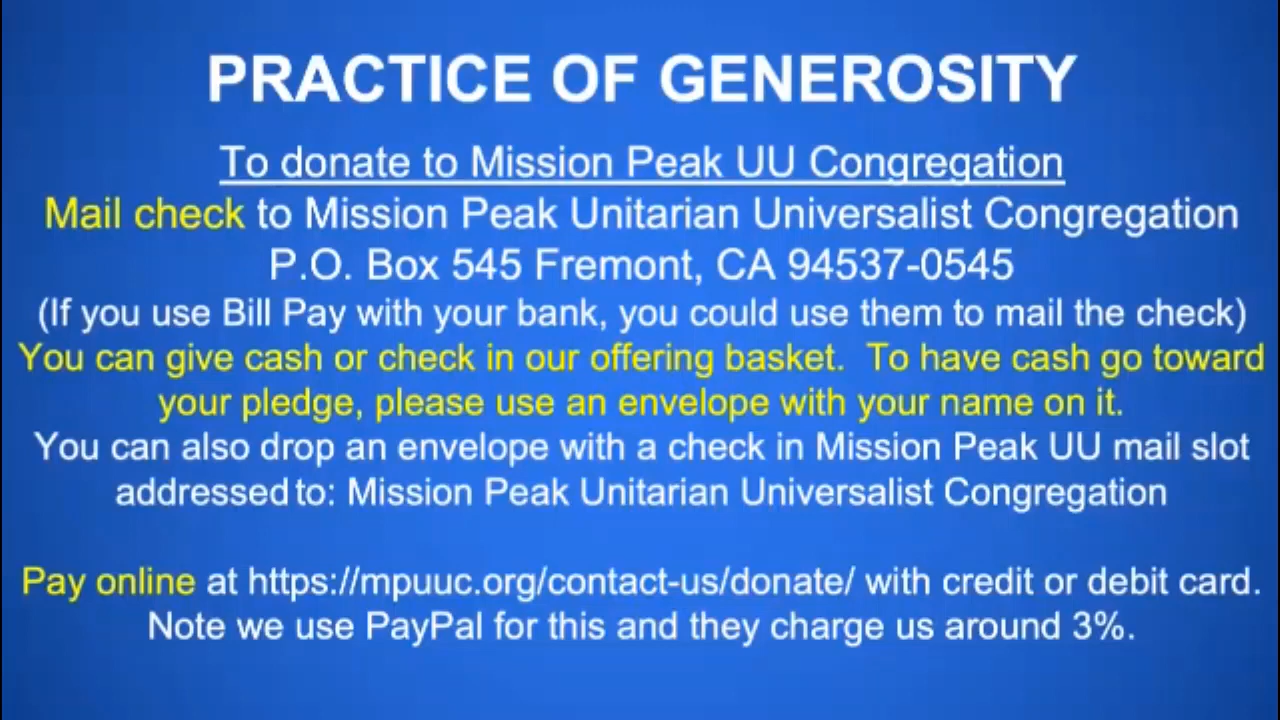 PRACTICE OF GENEROSITY
To donate to Mission Peak UU Congregation
Mail check to Mission Peak Unitarian Universalist Congregation
P.O. Box 545 Fremont, CA 94537-0545
(If you use Bill Pay with your bank, you could use them to mail the check)
You can give cash or check in our offering basket.  To have cash go toward
your pledge, please use an envelope with your name on it.
You can also drop an envelope with a check in Mission Peak UU mail slot
addressed to: Mission Peak Unitarian Universalist Congregation
Pay online at https://mpuuc.org/contact-us/donate/ with credit or debit card.
Note we use PayPal for this and they charge us around 3%.